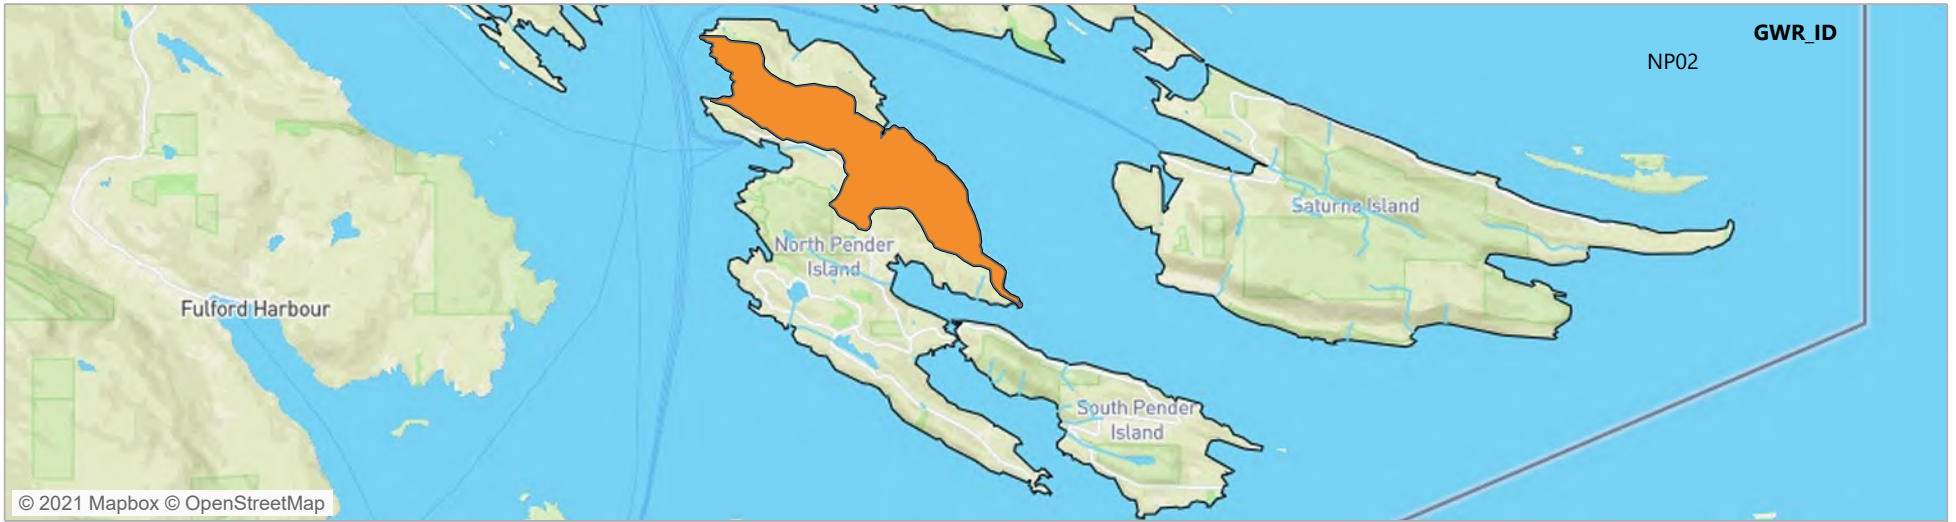 GWR_ID
NP02
Saturna Island
North Pender
Island
Fulford Harbour
South Pender
Island
© 2021 Mapbox © OpenStreetMap